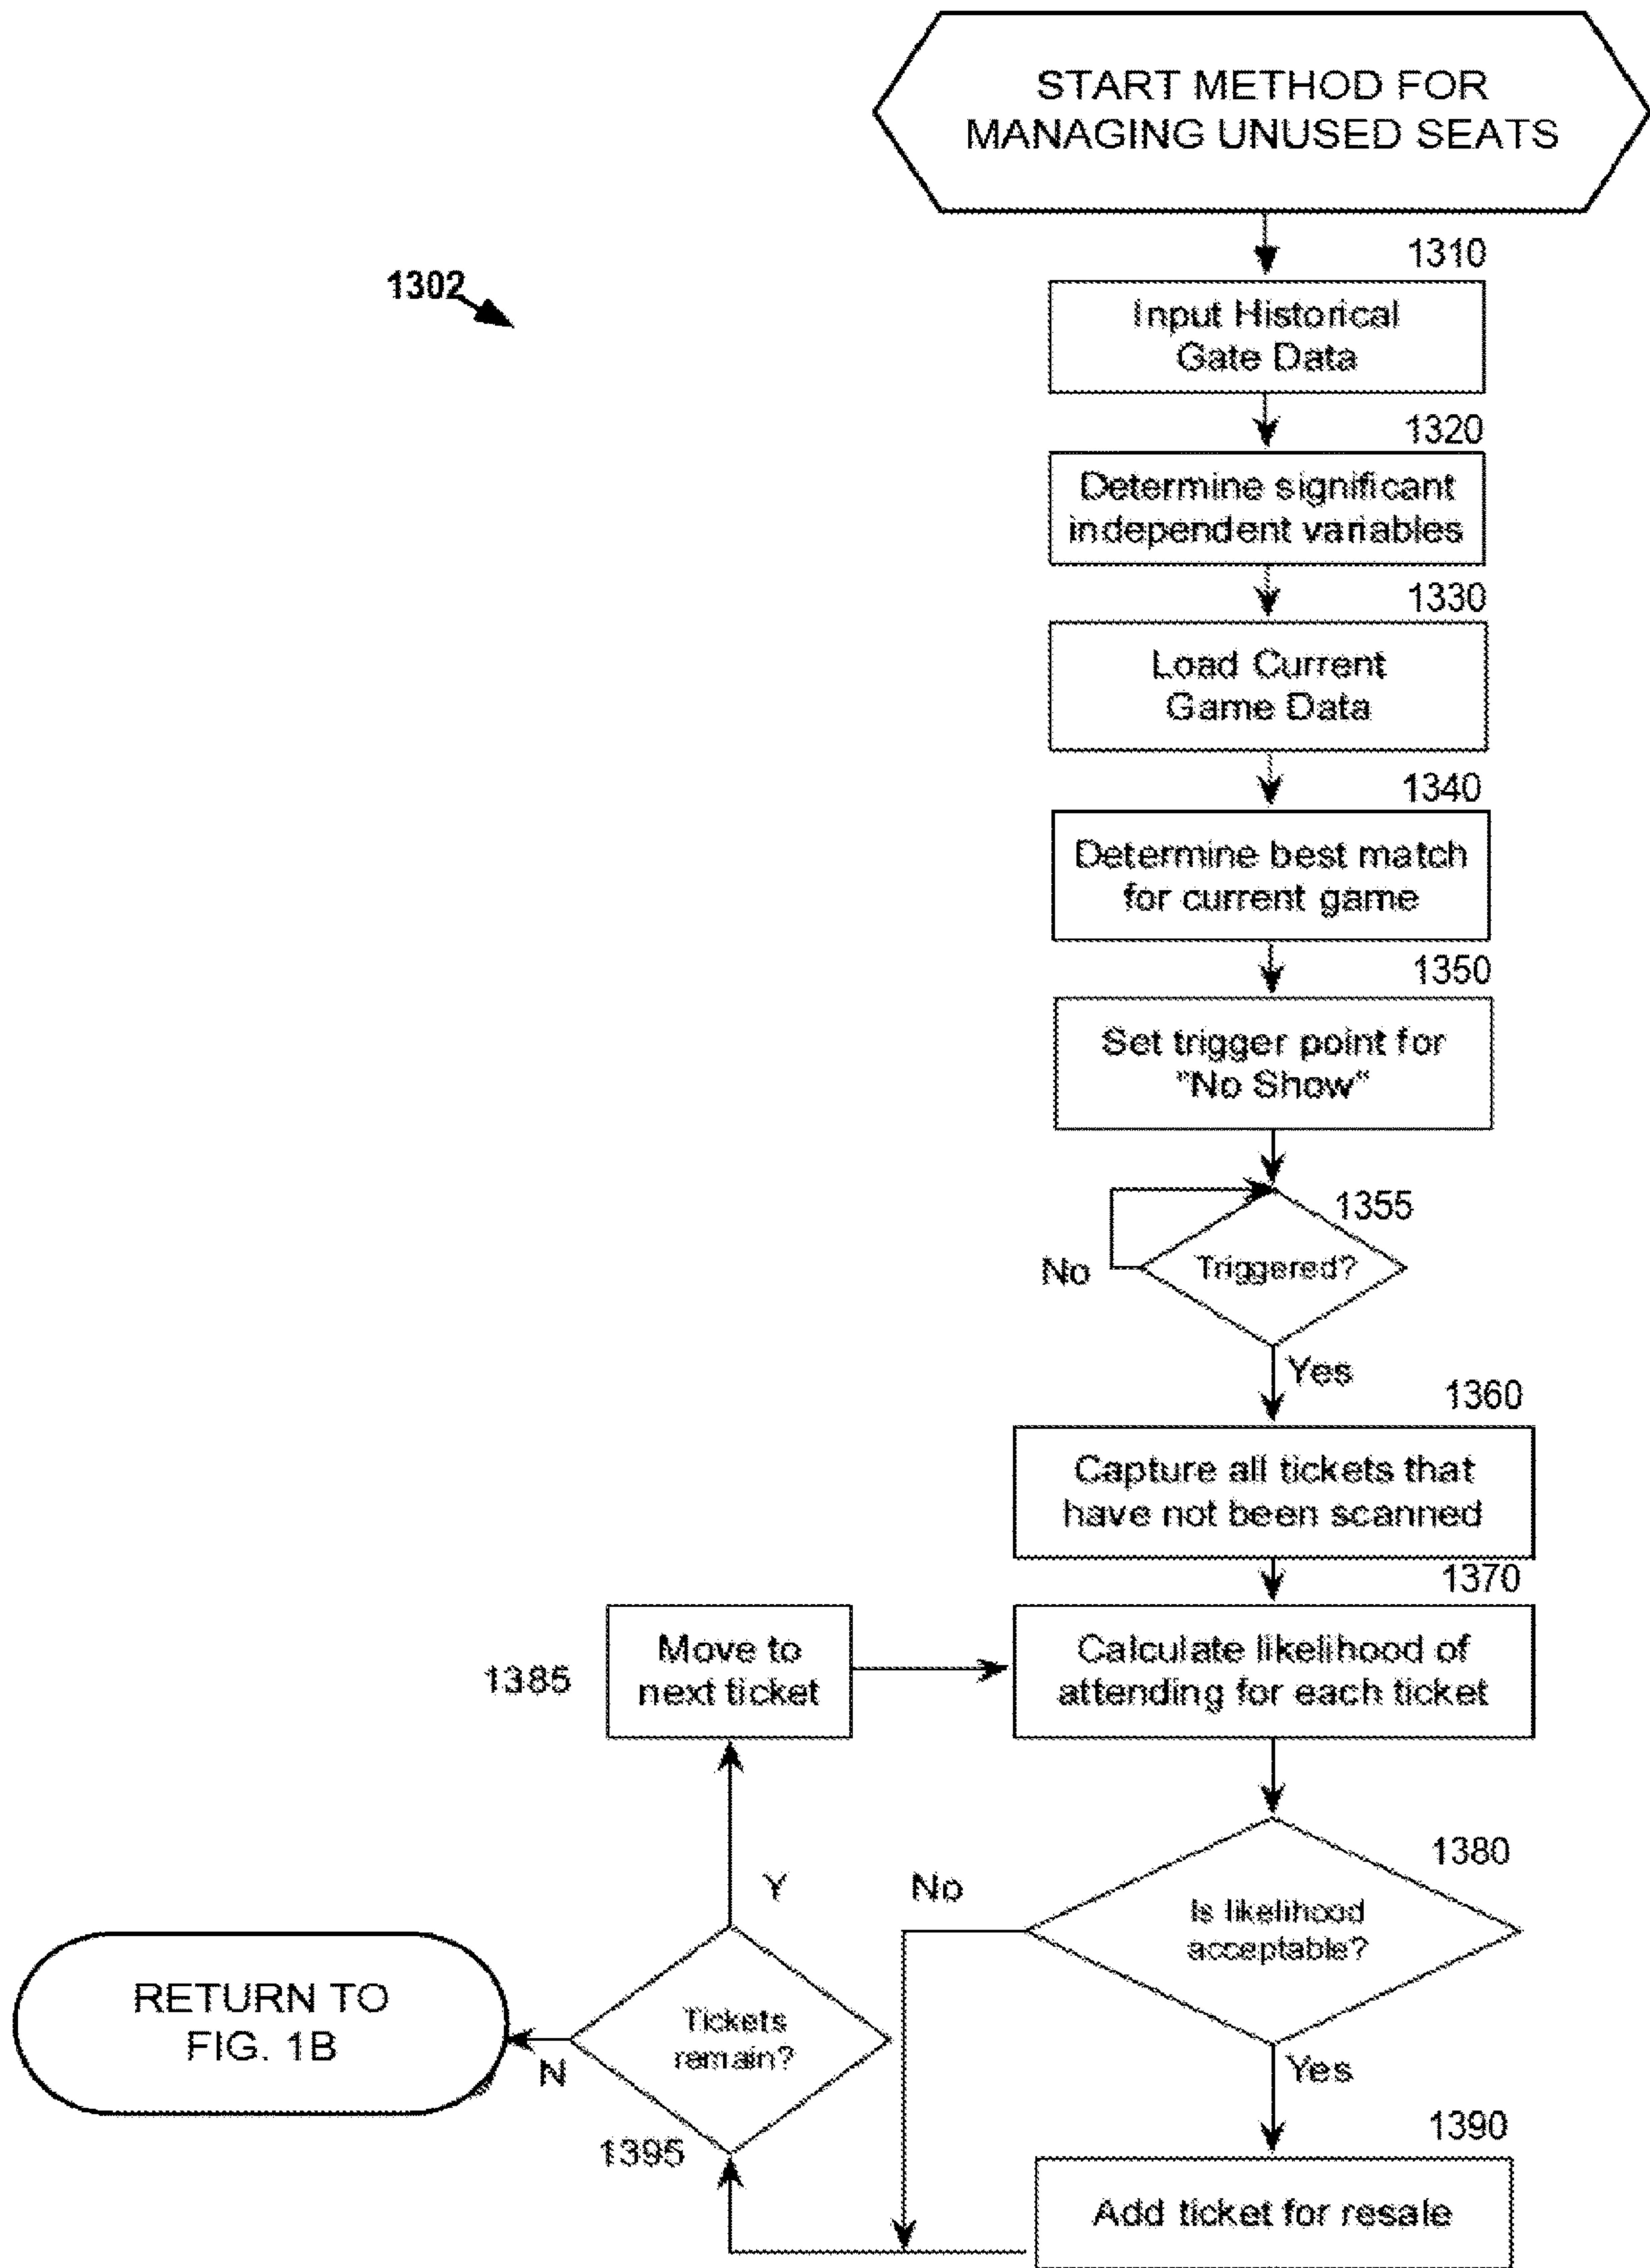 START METHOD FOR
MANAGING UNUSED SEATS
1302
1310
Input Historical
Gate Data
1320
Determine significant
independent variables
1330
Load Current
Game Data
1340
Determine best match
for current game
1350
Set trigger point for
"No Show"
1355
Triggered?
No
Yes
1360
Capture all tickets that
have not been scanned
1370
Calculate likelihood of
attending for each ticket
1385
Move to
next ticket
1380
Is likelihood
acceptable?
No
Yes
Y
Tickets
remain?
N
1395
RETURN TO
FIG. 1B
1390
Add ticket for resale